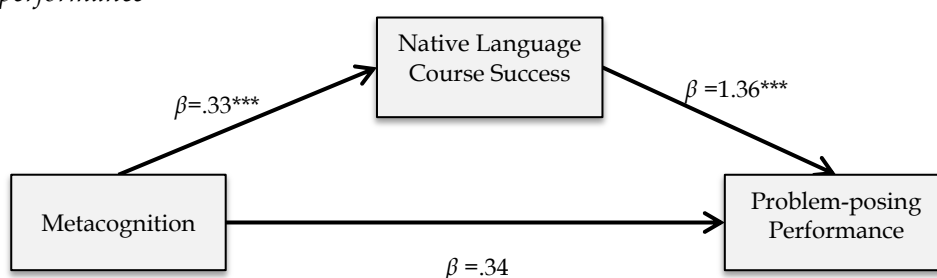 performance
Native Language
Course Success
β=.33***
β =1.36***
Metacognition
Problem-posing
Performance
β =.34